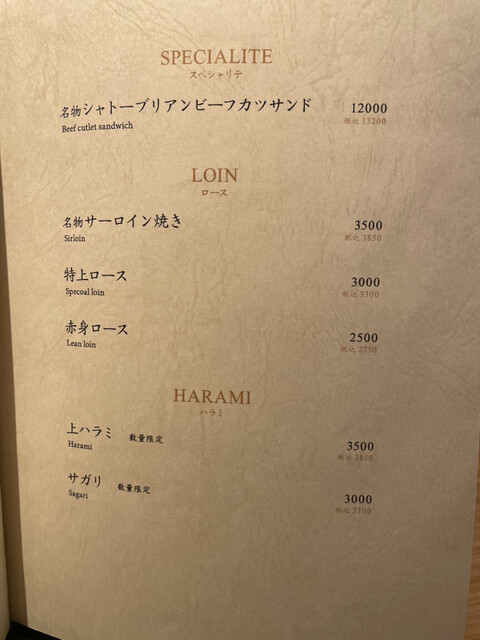 SPECIALITE
スペシャリテ
名物シャトーブリアンビーフカツサンド 12000
Beef cutlet sandwich 税込 13200
LOIN
ロース
名物サーロイン焼き 3500
Sirloin 税込 3850
特上ロース 3000
Specoal loin 税込 3300
赤身ロース 2500
Lean loin 税込 2750
HARAMI
ハラミ
上ハラミ 数量限定 3500
Harami 税込 3850
サガリ 数量限定 3000
Sagari 税込 3300